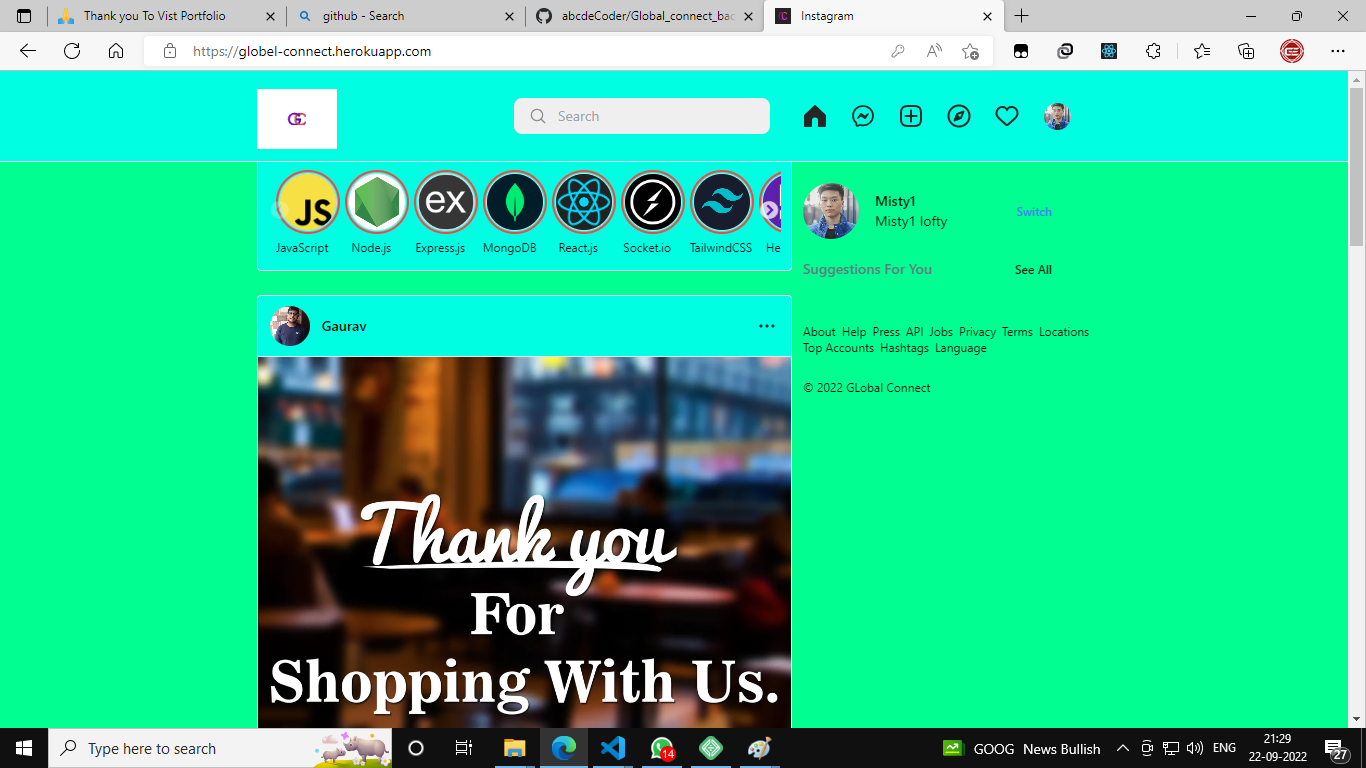 Thank you To Vist Portfolio
github - Search
abcdeCoder/Global_connect_bac
Instagram
https://globel-connect.herokuapp.com
GC
Search
JS
ex
JavaScript
Node.js
Express.js
MongoDB
React.js
Socket.io
TailwindCSS
He
Misty1
Misty1 lofty
Switch
Suggestions For You
See All
Gaurav
About Help Press API Jobs Privacy Terms Locations
Top Accounts Hashtags Language
© 2022 GLobal Connect
Thank you
For
Shopping With Us.
Type here to search
14
GOOG News Bullish
ENG
21:29
22-09-2022
27